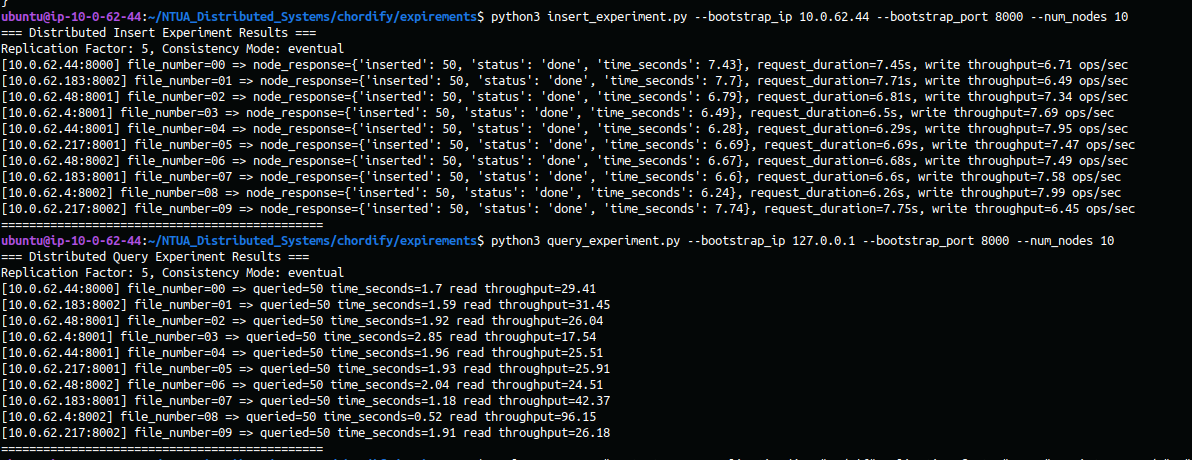 }
ubuntu@ip-10-0-62-44:~/NTUA_Distributed_Systems/chordify/expirements$ python3 insert_experiment.py --bootstrap_ip 10.0.62.44 --bootstrap_port 8000 --num_nodes 10
=== Distributed Insert Experiment Results ===
Replication Factor: 5, Consistency Mode: eventual
[10.0.62.44:8000] file_number=00 => node_response={'inserted': 50, 'status': 'done', 'time_seconds': 7.43}, request_duration=7.45s, write throughput=6.71 ops/sec
[10.0.62.183:8002] file_number=01 => node_response={'inserted': 50, 'status': 'done', 'time_seconds': 7.7}, request_duration=7.71s, write throughput=6.49 ops/sec
[10.0.62.48:8001] file_number=02 => node_response={'inserted': 50, 'status': 'done', 'time_seconds': 6.79}, request_duration=6.81s, write throughput=7.34 ops/sec
[10.0.62.4:8001] file_number=03 => node_response={'inserted': 50, 'status': 'done', 'time_seconds': 6.49}, request_duration=6.5s, write throughput=7.69 ops/sec
[10.0.62.44:8001] file_number=04 => node_response={'inserted': 50, 'status': 'done', 'time_seconds': 6.28}, request_duration=6.29s, write throughput=7.95 ops/sec
[10.0.62.217:8001] file_number=05 => node_response={'inserted': 50, 'status': 'done', 'time_seconds': 6.69}, request_duration=6.69s, write throughput=7.47 ops/sec
[10.0.62.48:8002] file_number=06 => node_response={'inserted': 50, 'status': 'done', 'time_seconds': 6.67}, request_duration=6.68s, write throughput=7.49 ops/sec
[10.0.62.183:8001] file_number=07 => node_response={'inserted': 50, 'status': 'done', 'time_seconds': 6.6}, request_duration=6.6s, write throughput=7.58 ops/sec
[10.0.62.4:8002] file_number=08 => node_response={'inserted': 50, 'status': 'done', 'time_seconds': 6.24}, request_duration=6.26s, write throughput=7.99 ops/sec
[10.0.62.217:8002] file_number=09 => node_response={'inserted': 50, 'status': 'done', 'time_seconds': 7.74}, request_duration=7.75s, write throughput=6.45 ops/sec
==============================================
ubuntu@ip-10-0-62-44:~/NTUA_Distributed_Systems/chordify/expirements$ python3 query_experiment.py --bootstrap_ip 127.0.0.1 --bootstrap_port 8000 --num_nodes 10
=== Distributed Query Experiment Results ===
Replication Factor: 5, Consistency Mode: eventual
[10.0.62.44:8000] file_number=00 => queried=50 time_seconds=1.7 read throughput=29.41
[10.0.62.183:8002] file_number=01 => queried=50 time_seconds=1.59 read throughput=31.45
[10.0.62.48:8001] file_number=02 => queried=50 time_seconds=1.92 read throughput=26.04
[10.0.62.4:8001] file_number=03 => queried=50 time_seconds=2.85 read throughput=17.54
[10.0.62.44:8001] file_number=04 => queried=50 time_seconds=1.96 read throughput=25.51
[10.0.62.217:8001] file_number=05 => queried=50 time_seconds=1.93 read throughput=25.91
[10.0.62.48:8002] file_number=06 => queried=50 time_seconds=2.04 read throughput=24.51
[10.0.62.183:8001] file_number=07 => queried=50 time_seconds=1.18 read throughput=42.37
[10.0.62.4:8002] file_number=08 => queried=50 time_seconds=0.52 read throughput=96.15
[10.0.62.217:8002] file_number=09 => queried=50 time_seconds=1.91 read throughput=26.18
==============================================